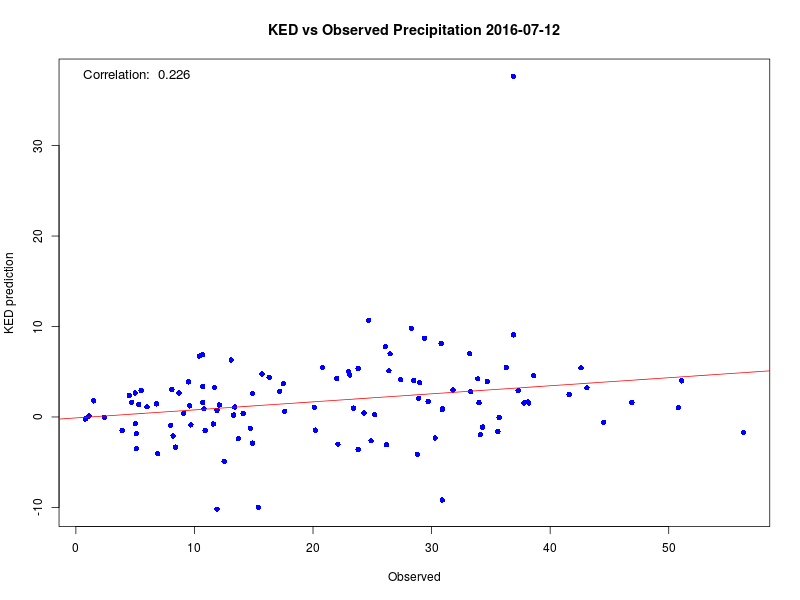 KED vs Observed Precipitation 2016-07-12
Correlation: 0.226
KED prediction
30
20
10
0
-10
0 10 20 30 40 50
Observed